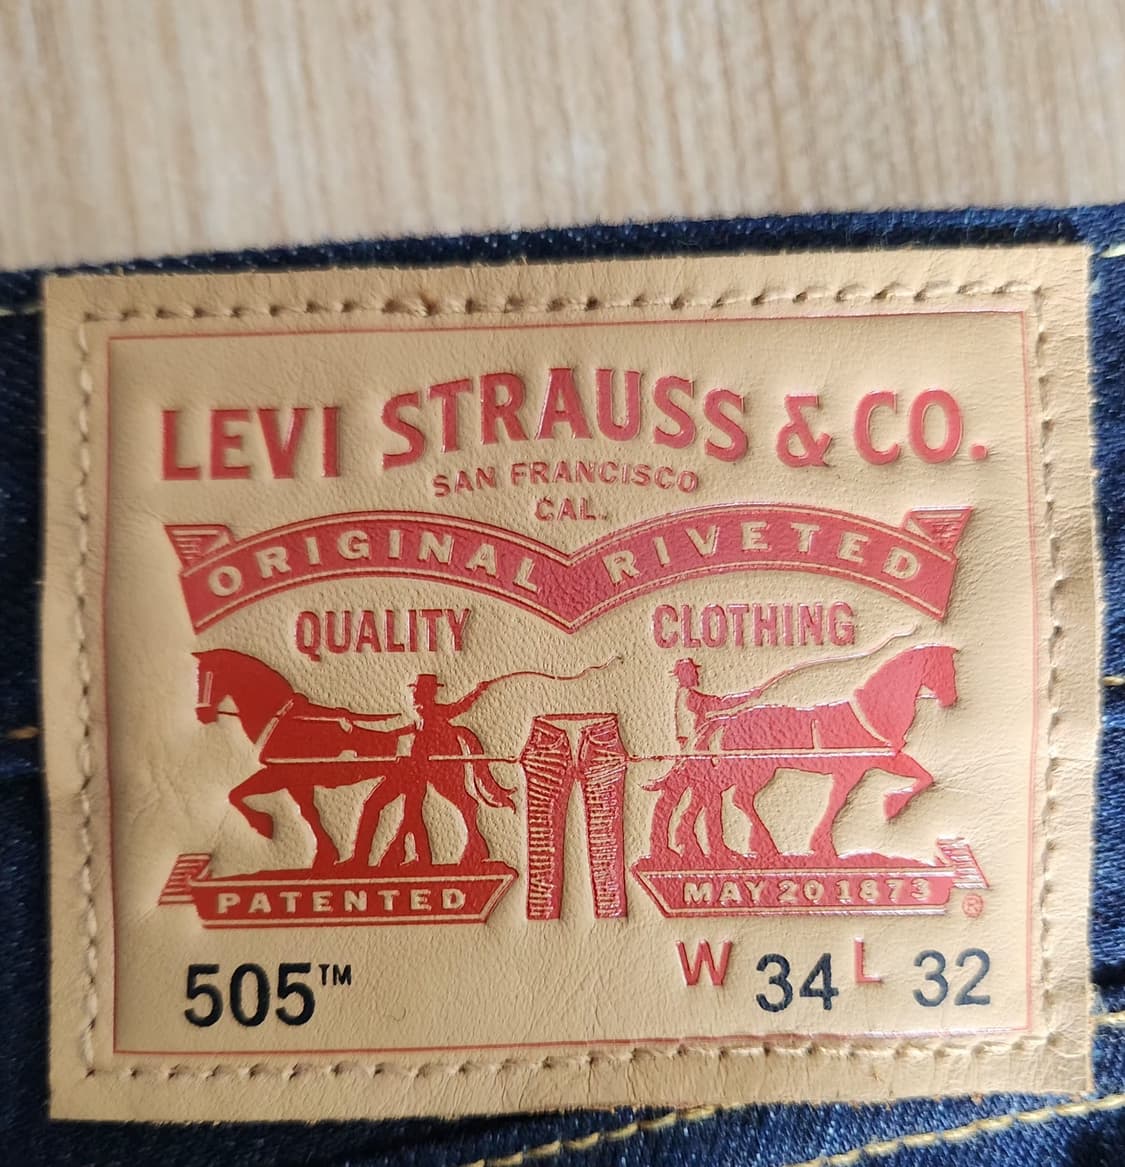 LEVI STRAUSS & CO.
SAN FRANCISCO
CAL.
ORIGINAL RIVETED
QUALITY CLOTHING
PATENTED MAY 20 1873 ®
505™ W 34 L 32